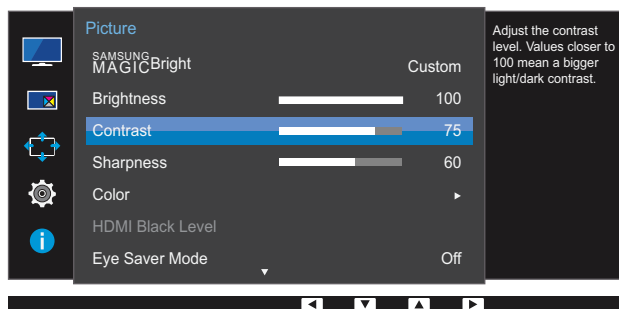 Picture
SAMSUNG
MAGICBright Custom
Brightness 100
Contrast 75
Sharpness 60
Color
HDMI Black Level
Eye Saver Mode Off
Adjust the contrast
level. Values closer to
100 mean a bigger
light/dark contrast.